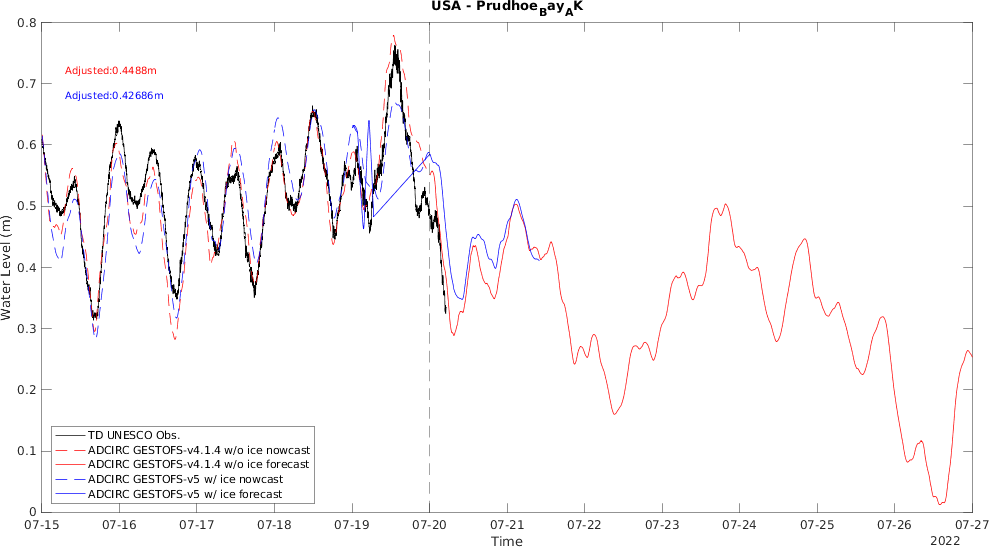 USA - PrudhoeBayAK
Adjusted:0.4488m
Adjusted:0.42686m
Water Level (m)
0.8
0.7
0.6
0.5
0.4
0.3
0.2
0.1
0
TD UNESCO Obs.
ADCIRC GESTOFS-v4.1.4 w/o ice nowcast
ADCIRC GESTOFS-v4.1.4 w/o ice forecast
ADCIRC GESTOFS-v5 w/ ice nowcast
ADCIRC GESTOFS-v5 w/ ice forecast
07-15 07-16 07-17 07-18 07-19 07-20 07-21 07-22 07-23 07-24 07-25 07-26 07-27
Time
2022